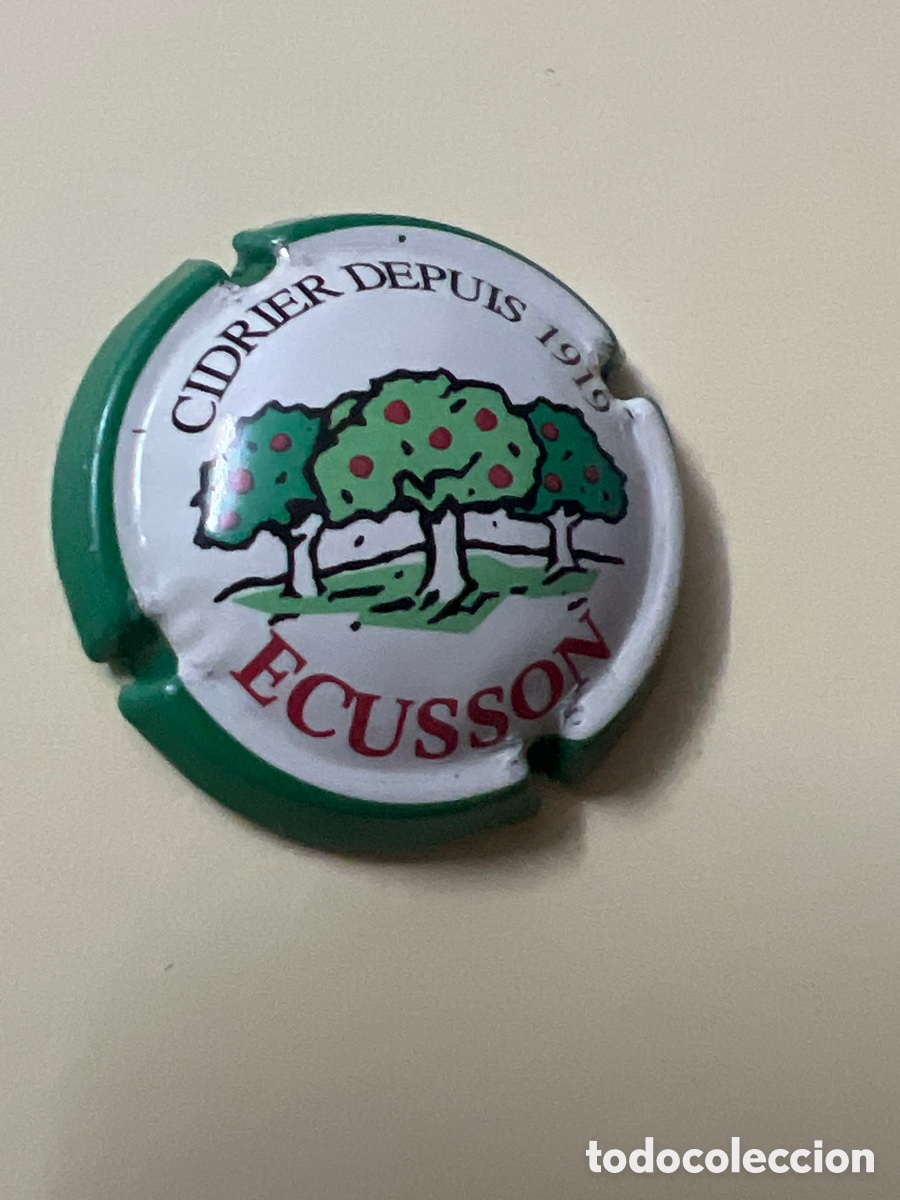 CIDRIER DEPUIS 1919
ECUSSON
todocoleccion